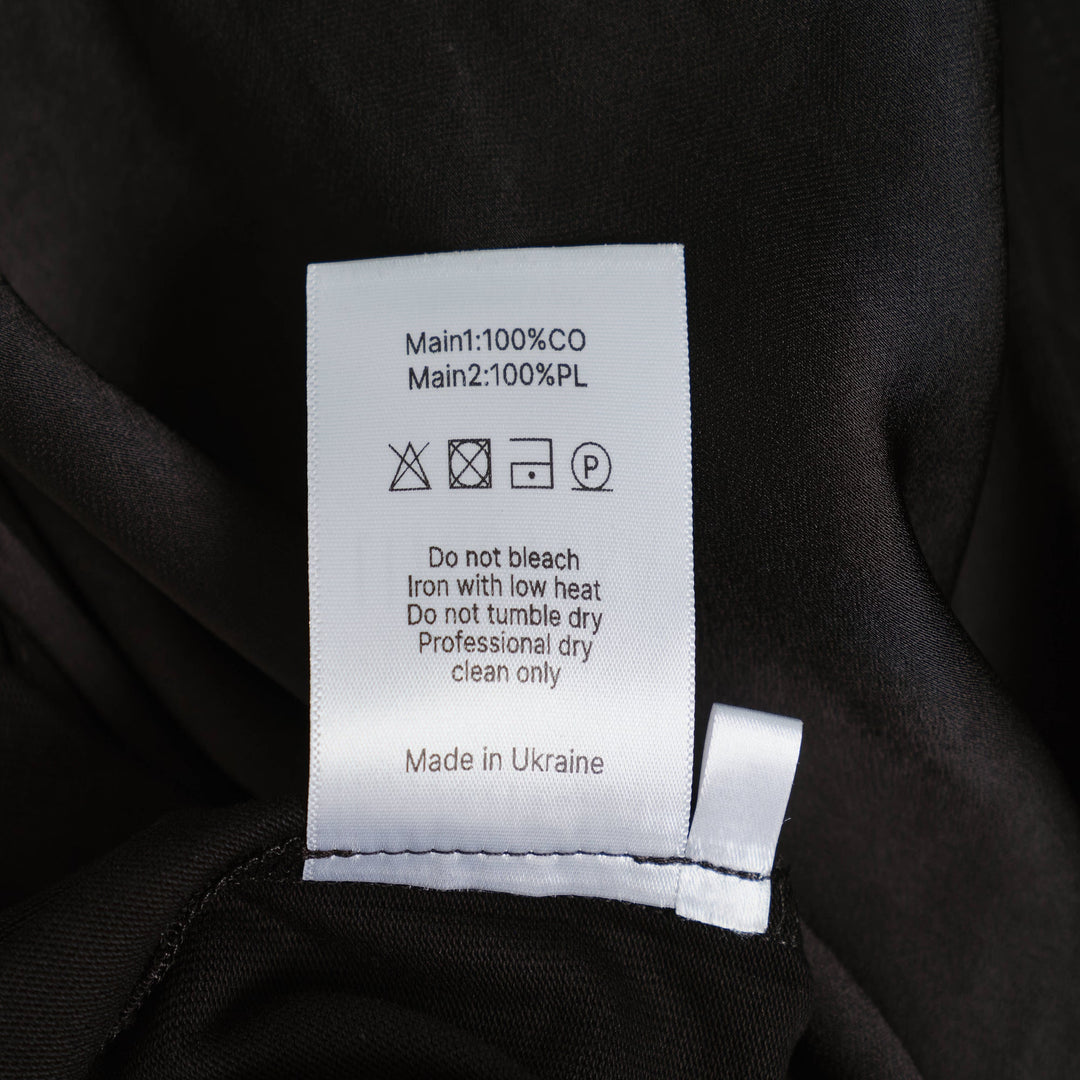 Main1:100%CO
Main2:100%PL
P
Do not bleach
Iron with low heat
Do not tumble dry
Professional dry
clean only
Made in Ukraine